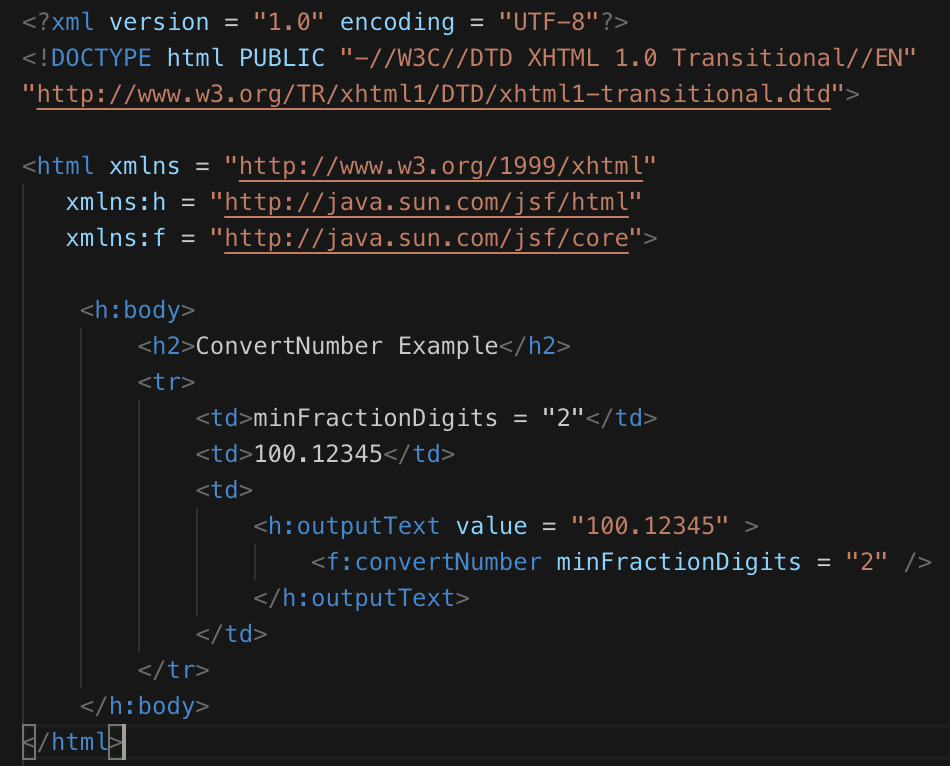 <?xml version = "1.0" encoding = "UTF-8"?>
<!DOCTYPE html PUBLIC "-//W3C//DTD XHTML 1.0 Transitional//EN"
"http://www.w3.org/TR/xhtml1/DTD/xhtml1-transitional.dtd">

<html xmlns = "http://www.w3.org/1999/xhtml"
   xmlns:h = "http://java.sun.com/jsf/html"
   xmlns:f = "http://java.sun.com/jsf/core">

    <h:body>
        <h2>ConvertNumber Example</h2>
        <tr>
            <td>minFractionDigits = "2"</td>
            <td>100.12345</td>
            <td>
                <h:outputText value = "100.12345" >
                    <f:convertNumber minFractionDigits = "2" />
                </h:outputText>
            </td>
        </tr>
    </h:body>
</html>